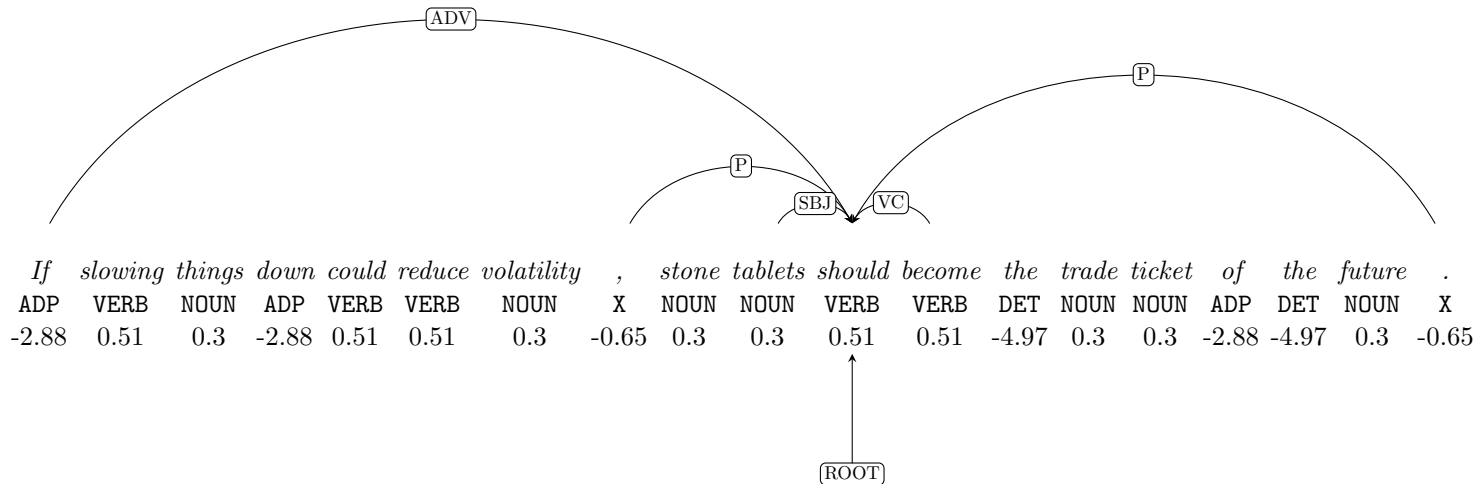 ADV
P
P
SBJ VC
If slowing things down could reduce volatility , stone tablets should become the trade ticket of the future .
ADP VERB NOUN ADP VERB VERB NOUN X NOUN NOUN VERB VERB DET NOUN NOUN ADP DET NOUN X
-2.88 0.51 0.3 -2.88 0.51 0.51 0.3 -0.65 0.3 0.3 0.51 0.51 -4.97 0.3 0.3 -2.88 -4.97 0.3 -0.65
ROOT